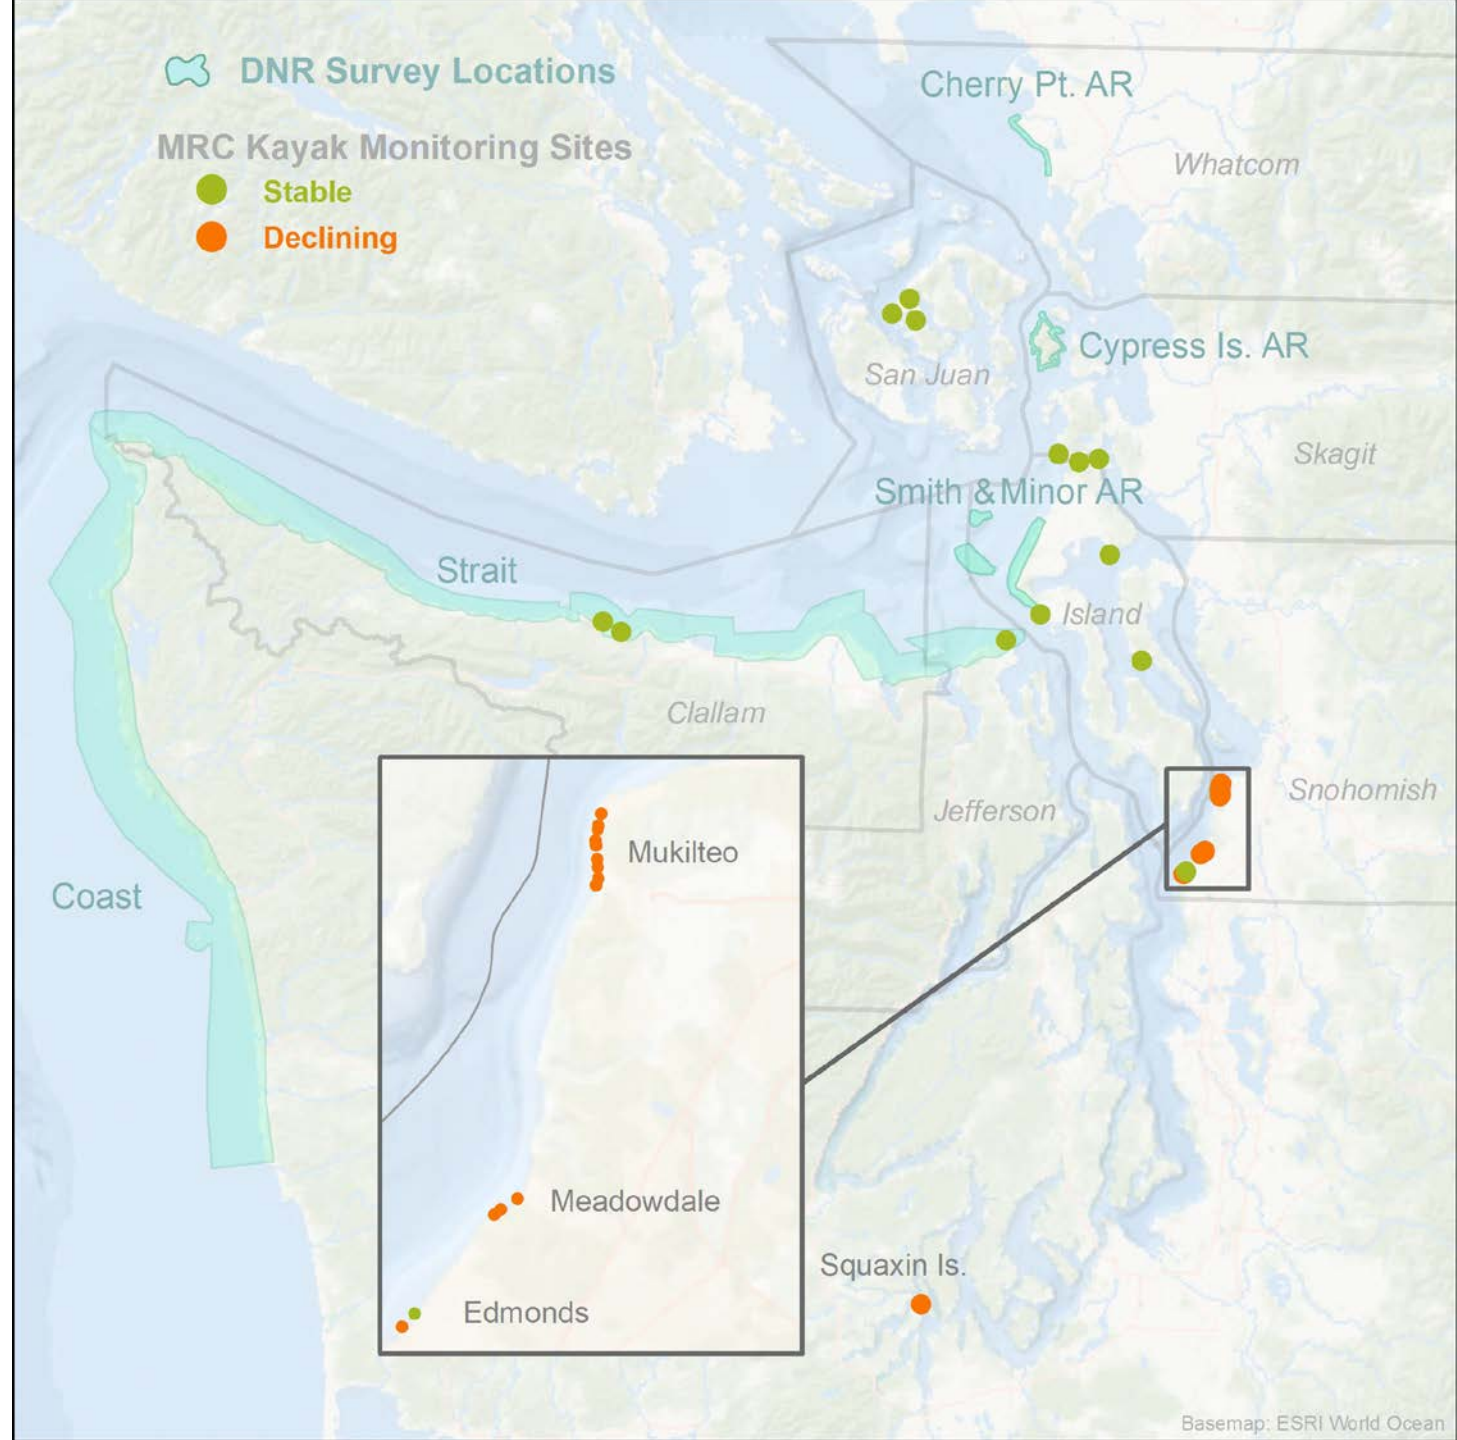 DNR Survey Locations
MRC Kayak Monitoring Sites
Stable
Declining
Cherry Pt. AR
Whatcom
Cypress Is. AR
San Juan
Skagit
Smith & Minor AR
Strait
Island
Clallam
Jefferson
Snohomish
Coast
Mukilteo
Meadowdale
Edmonds
Squaxin Is.
Basemap: ESRI World Ocean